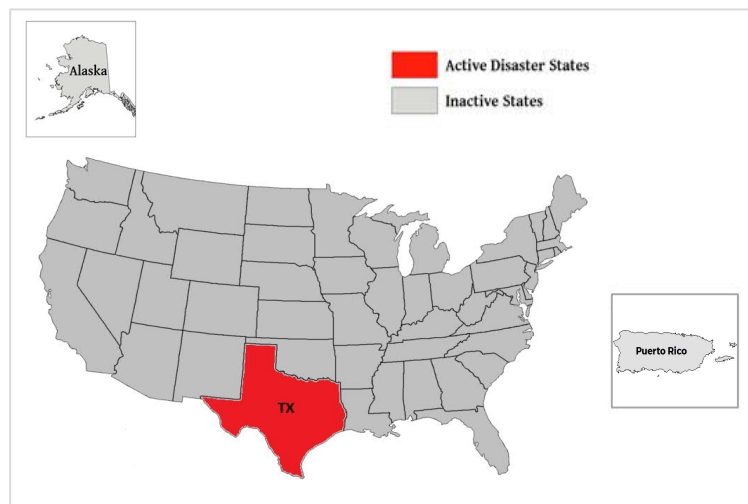 Alaska
Active Disaster States
Inactive States
Puerto Rico
TX